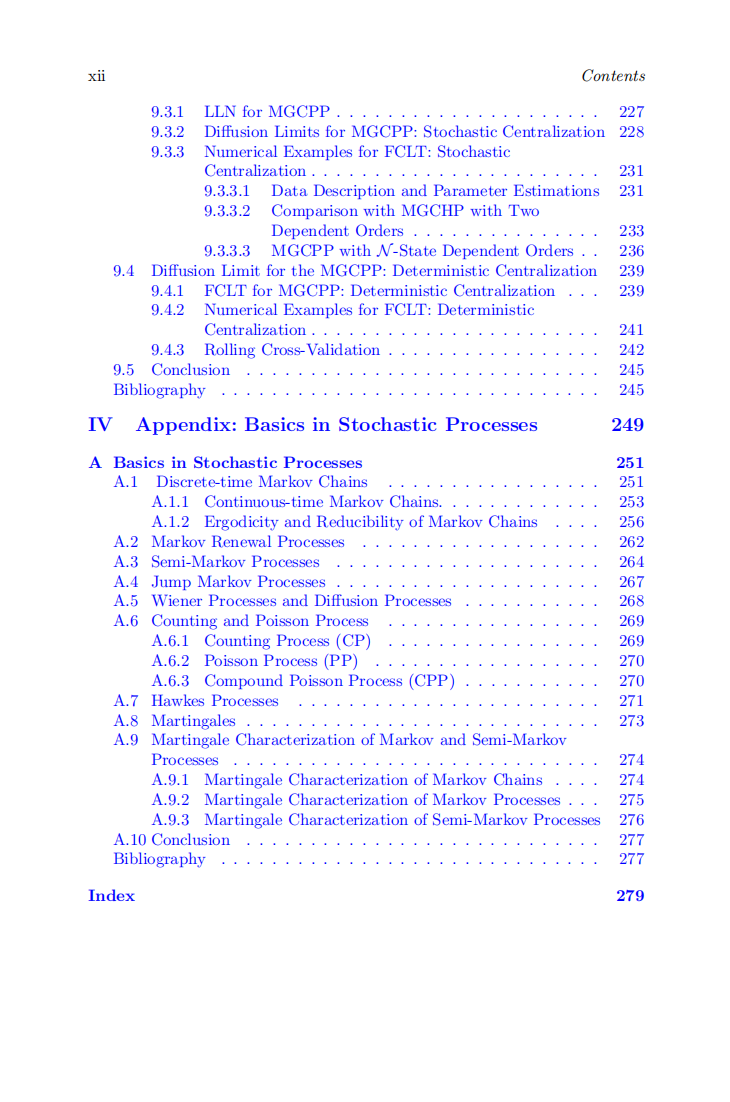 xii Contents
9.3.1 LLN for MGCPP . . . . . . . . . . . . . . . . . . . . . 227
9.3.2 Diffusion Limits for MGCPP: Stochastic Centralization 228
9.3.3 Numerical Examples for FCLT: Stochastic
Centralization . . . . . . . . . . . . . . . . . . . . . . . 231
9.3.3.1 Data Description and Parameter Estimations 231
9.3.3.2 Comparison with MGCHP with Two
Dependent Orders . . . . . . . . . . . . . . . 233
9.3.3.3 MGCPP with 𝒩-State Dependent Orders . . 236
9.4 Diffusion Limit for the MGCPP: Deterministic Centralization 239
9.4.1 FCLT for MGCPP: Deterministic Centralization . . . 239
9.4.2 Numerical Examples for FCLT: Deterministic
Centralization . . . . . . . . . . . . . . . . . . . . . . . 241
9.4.3 Rolling Cross-Validation . . . . . . . . . . . . . . . . . 242
9.5 Conclusion . . . . . . . . . . . . . . . . . . . . . . . . . . . . 245
Bibliography . . . . . . . . . . . . . . . . . . . . . . . . . . . . . . 245
IV Appendix: Basics in Stochastic Processes 249
A Basics in Stochastic Processes 251
A.1 Discrete-time Markov Chains . . . . . . . . . . . . . . . . . 251
A.1.1 Continuous-time Markov Chains. . . . . . . . . . . . . 253
A.1.2 Ergodicity and Reducibility of Markov Chains . . . . 256
A.2 Markov Renewal Processes . . . . . . . . . . . . . . . . . . . 262
A.3 Semi-Markov Processes . . . . . . . . . . . . . . . . . . . . . 264
A.4 Jump Markov Processes . . . . . . . . . . . . . . . . . . . . . 267
A.5 Wiener Processes and Diffusion Processes . . . . . . . . . . . 268
A.6 Counting and Poisson Process . . . . . . . . . . . . . . . . . 269
A.6.1 Counting Process (CP) . . . . . . . . . . . . . . . . . 269
A.6.2 Poisson Process (PP) . . . . . . . . . . . . . . . . . . 270
A.6.3 Compound Poisson Process (CPP) . . . . . . . . . . . 270
A.7 Hawkes Processes . . . . . . . . . . . . . . . . . . . . . . . . 271
A.8 Martingales . . . . . . . . . . . . . . . . . . . . . . . . . . . . 273
A.9 Martingale Characterization of Markov and Semi-Markov
Processes . . . . . . . . . . . . . . . . . . . . . . . . . . . . . 274
A.9.1 Martingale Characterization of Markov Chains . . . . 274
A.9.2 Martingale Characterization of Markov Processes . . . 275
A.9.3 Martingale Characterization of Semi-Markov Processes 276
A.10 Conclusion . . . . . . . . . . . . . . . . . . . . . . . . . . . . 277
Bibliography . . . . . . . . . . . . . . . . . . . . . . . . . . . . . . 277
Index 279